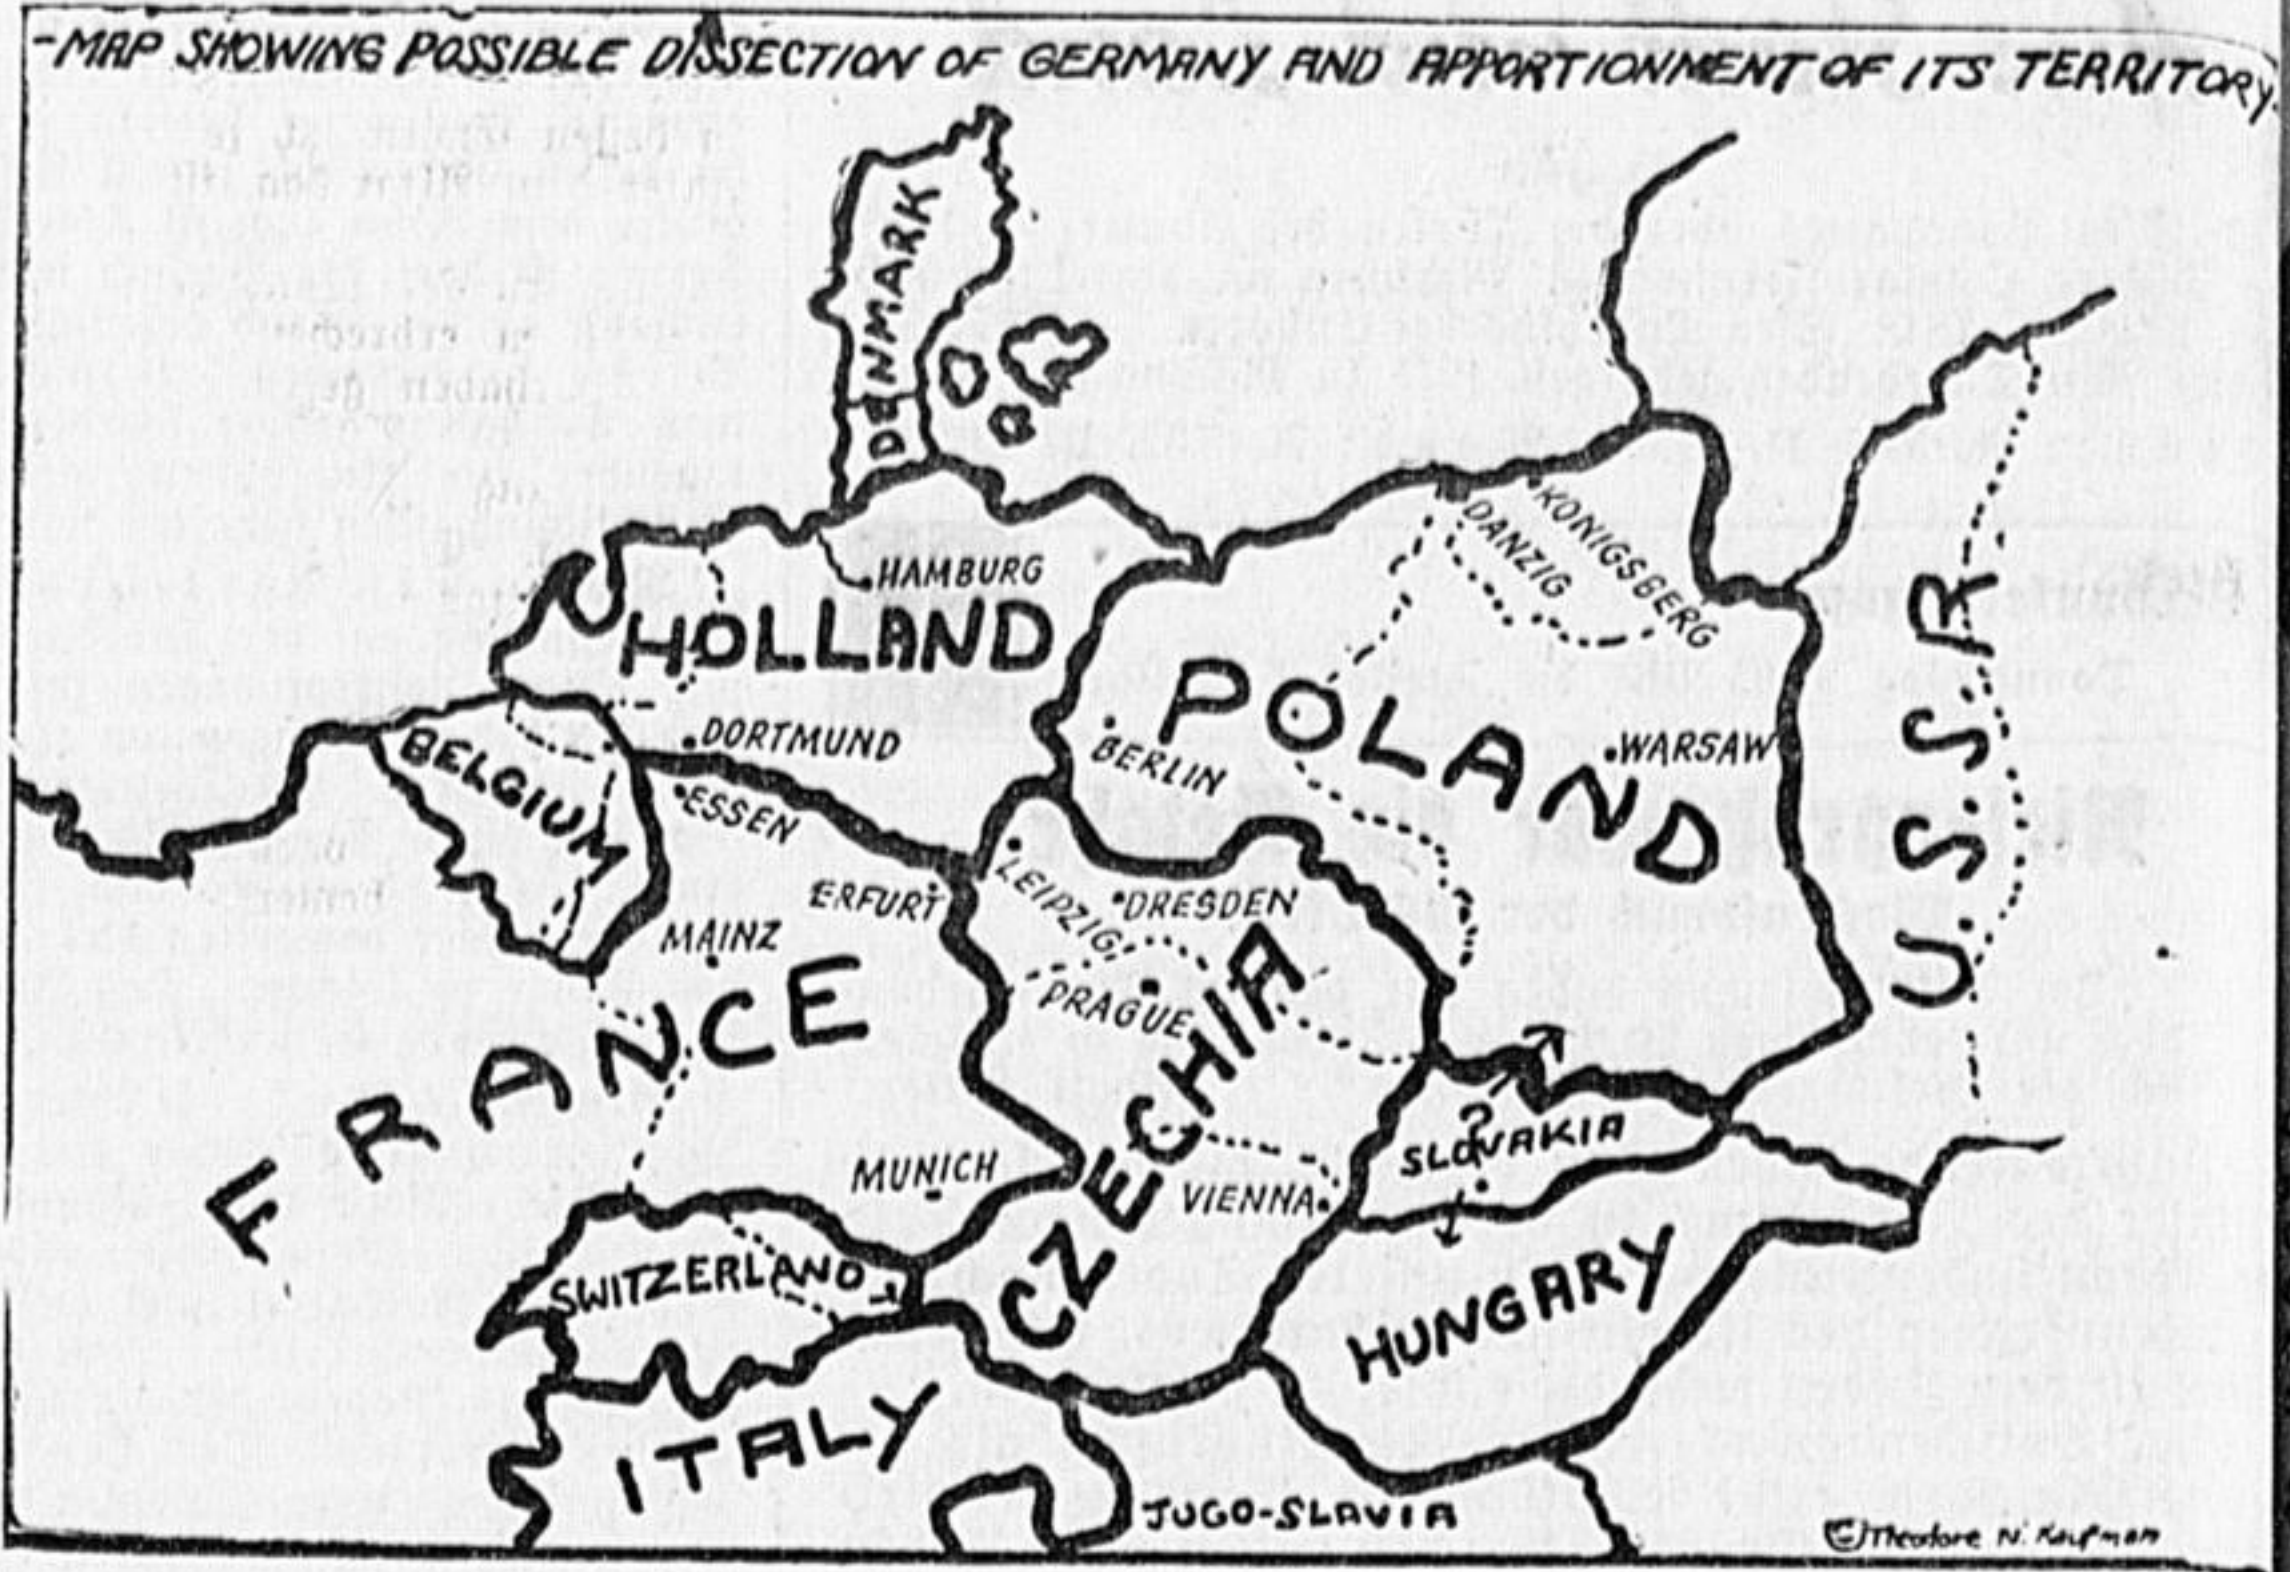 -MAP SHOWING POSSIBLE DISSECTION OF GERMANY AND APPORTIONMENT OF ITS TERRITORY.
DENMARK
HAMBURG
HOLLAND
DANZIG
KONIGSBERG
POLAND
BERLIN
WARSAW
U.S.S.R.
DORTMUND
BELGIUM
ESSEN
ERFURT
LEIPZIG
DRESDEN
MAINZ
PRAGUE
FRANCE
CZECHIA
MUNICH
VIENNA
?
SLOVAKIA
SWITZERLAND
HUNGARY
ITALY
JUGO-SLAVIA
© Theodore N. Kaufman